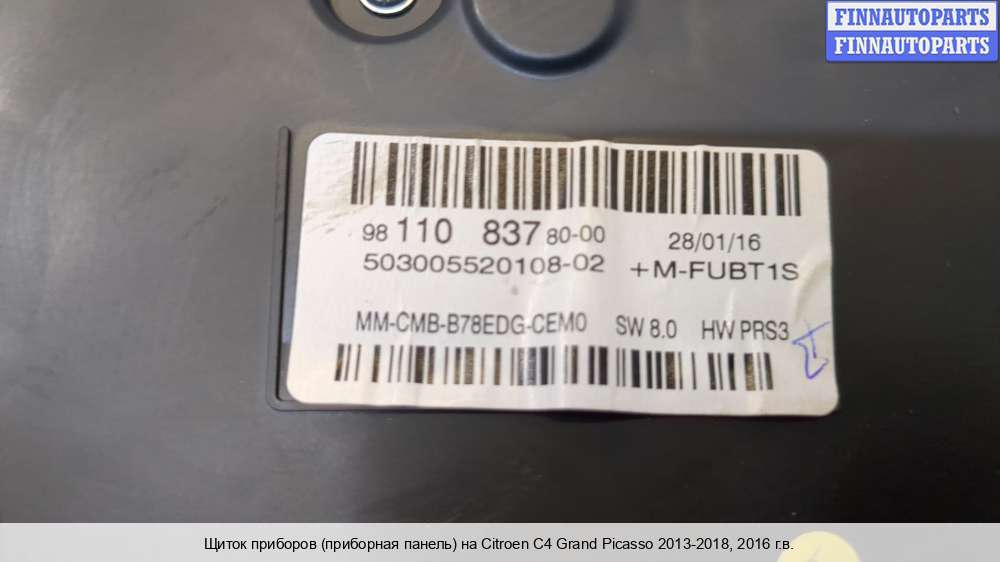 FINNAUTOPARTS
FINNAUTOPARTS
98 110 837 80-00 28/01/16
503005520108-02 +M-FUBT1S
MM-CMB-B78EDG-CEM0 SW 8.0 HW PRS3
Щиток приборов (приборная панель) на Citroen C4 Grand Picasso 2013-2018, 2016 г.в.